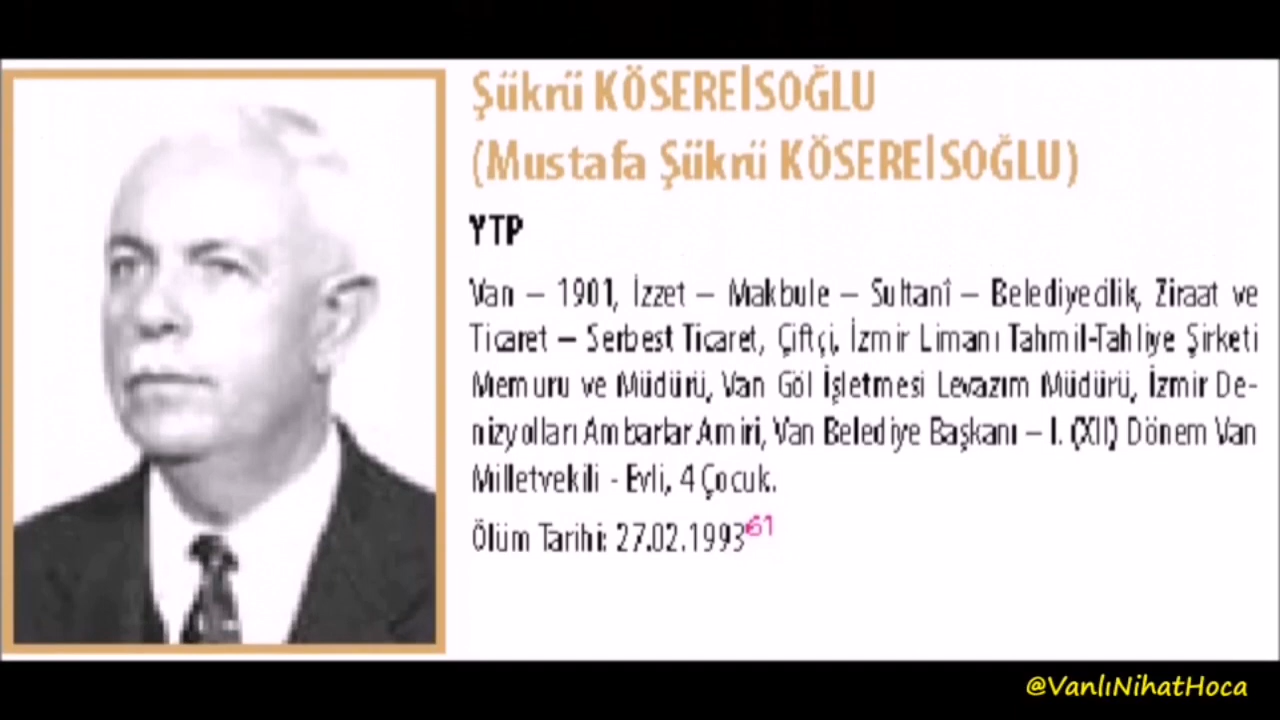 Şükrü KÖSEREİSOĞLU
(Mustafa Şükrü KÖSEREİSOĞLU)
YTP
Van – 1901, İzzet – Makbule – Sultanî – Belediyecilik, Ziraat ve
Ticaret – Serbest Ticaret, Çiftçi, İzmir Limanı Tahmil-Tahliye Şirketi
Memuru ve Müdürü, Van Göl İşletmesi Levazım Müdürü, İzmir De-
nizyolları Ambarlar Amiri, Van Belediye Başkanı – I. (XII) Dönem Van
Milletvekili - Evli, 4 Çocuk.
Ölüm Tarihi: 27.02.1993*61
@VanlıNihatHoca